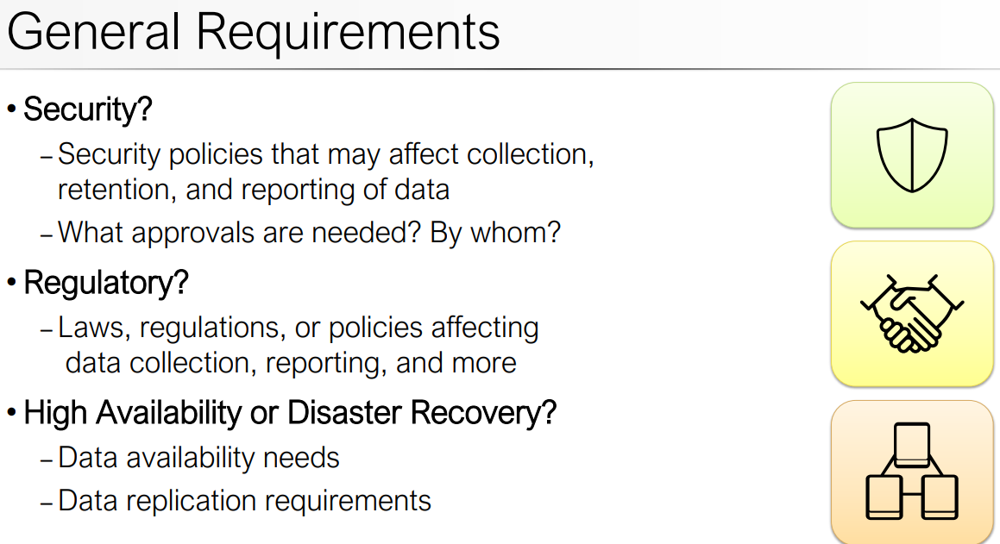 General Requirements
• Security?
– Security policies that may affect collection,
retention, and reporting of data
– What approvals are needed? By whom?
• Regulatory?
– Laws, regulations, or policies affecting
data collection, reporting, and more
• High Availability or Disaster Recovery?
– Data availability needs
– Data replication requirements